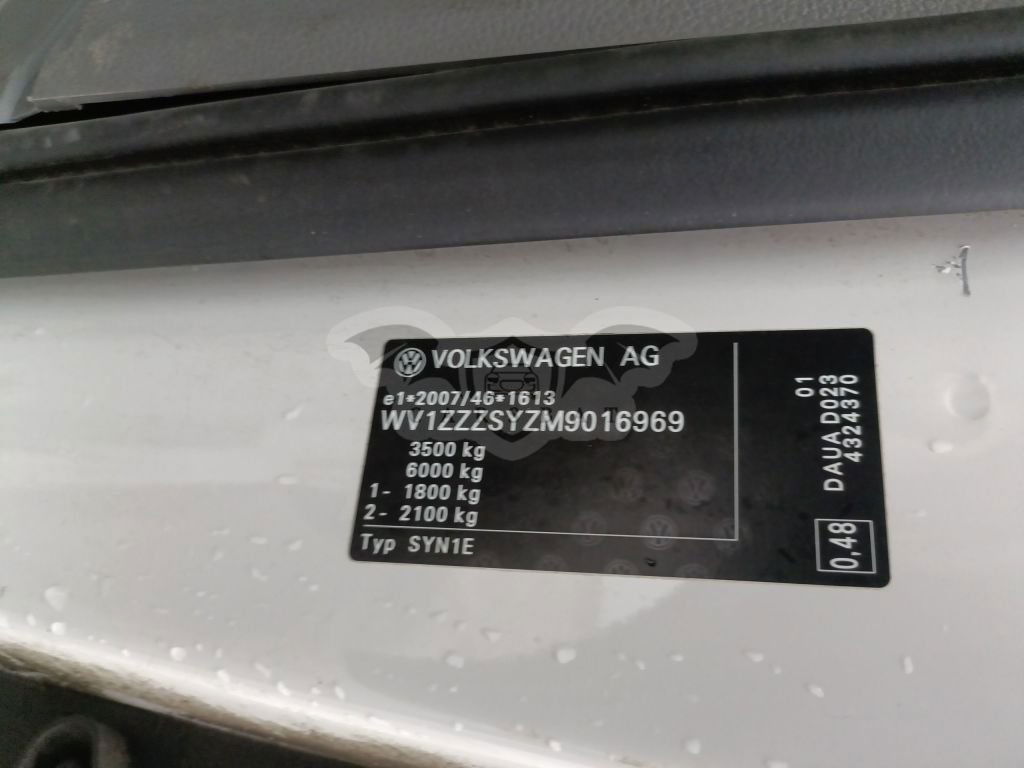 VOLKSWAGEN AG
e1*2007/46*1613
WV1ZZZSYZM9016969
3500 kg
6000 kg
1- 1800 kg
2- 2100 kg
Typ SYN1E
01
DAUA D023
4324370
0,48